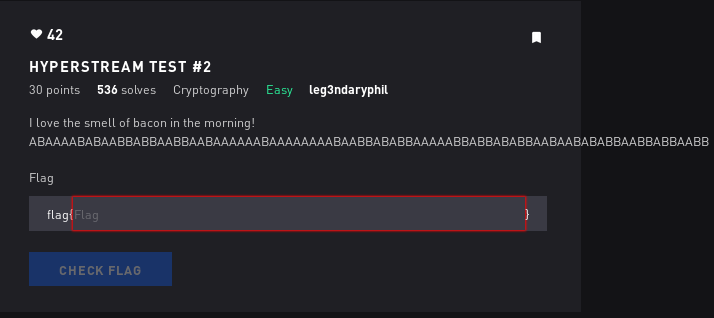 42
HYPERSTREAM TEST #2
30 points 536 solves Cryptography Easy leg3ndaryphil
I love the smell of bacon in the morning!
ABAAAABABAABBABBAABBAABAAAAAABAAAAAAAABAABBABABBAAAAABBABBABABBAABAABABABBAABBABBAABB
Flag
flag{Flag}
CHECK FLAG